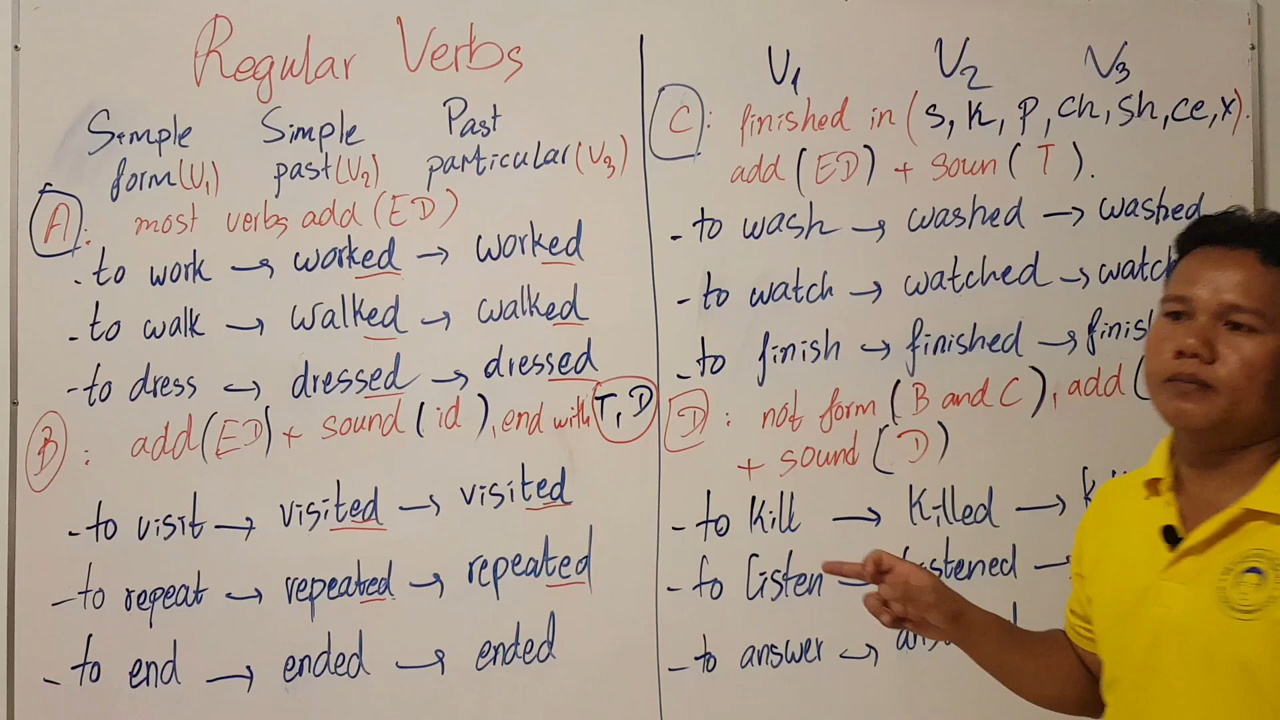 Regular Verbs
Simple Simple Past
form(V1) past(V2) particular(V3)
A: most verbs add (ED)
- to work → worked → worked
- to walk → walked → walked
- to dress → dressed → dressed
B: add(ED) + sound (id), end with T, D
- to visit → visited → visited
- to repeat → repeated → repeated
- to end → ended → ended
V1 V2 V3
C: finished in (s, k, p, ch, sh, ce, x).
add (ED) + soun (T).
- to wash → washed → washed
- to watch → watched → watch
- to finish → finished → finis
D: not form (B and C), add (
+ sound (D)
- to kill → killed →
- to listen → listened →
- to answer →